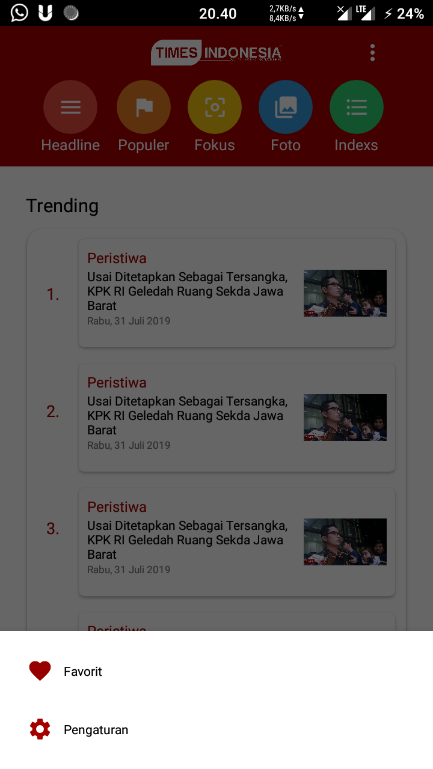 20.40
2,7KB/s
8,4KB/s
LTE
24%
TIMES INDONESIA
Headline
Populer
Fokus
Foto
Indexs
Trending
1.
Peristiwa
Usai Ditetapkan Sebagai Tersangka,
KPK RI Geledah Ruang Sekda Jawa
Barat
Rabu, 31 Juli 2019
2.
Peristiwa
Usai Ditetapkan Sebagai Tersangka,
KPK RI Geledah Ruang Sekda Jawa
Barat
Rabu, 31 Juli 2019
3.
Peristiwa
Usai Ditetapkan Sebagai Tersangka,
KPK RI Geledah Ruang Sekda Jawa
Barat
Rabu, 31 Juli 2019
Peristiwa
Favorit
Pengaturan